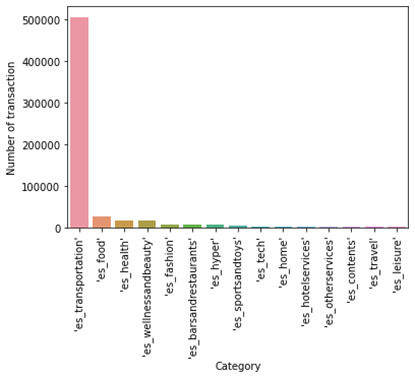 500000
400000
300000
200000
100000
0
Number of transaction
'es_transportation'
'es_food'
'es_health'
'es_wellnessandbeauty'
'es_fashion'
'es_barsandrestaurants'
'es_hyper'
'es_sportsandtoys'
'es_tech'
'es_home'
'es_hotelservices'
'es_otherservices'
'es_contents'
'es_travel'
'es_leisure'
Category